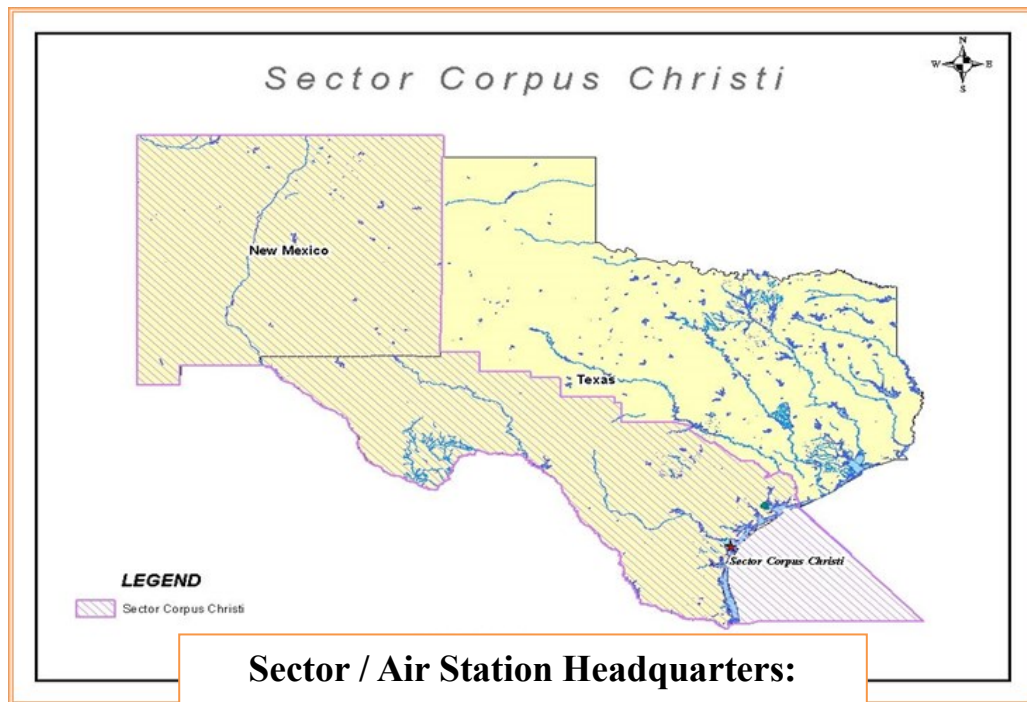 Sector Corpus Christi
N
W E
S
New Mexico
Texas
Sector Corpus Christi
LEGEND
Sector Corpus Christi
Sector / Air Station Headquarters: